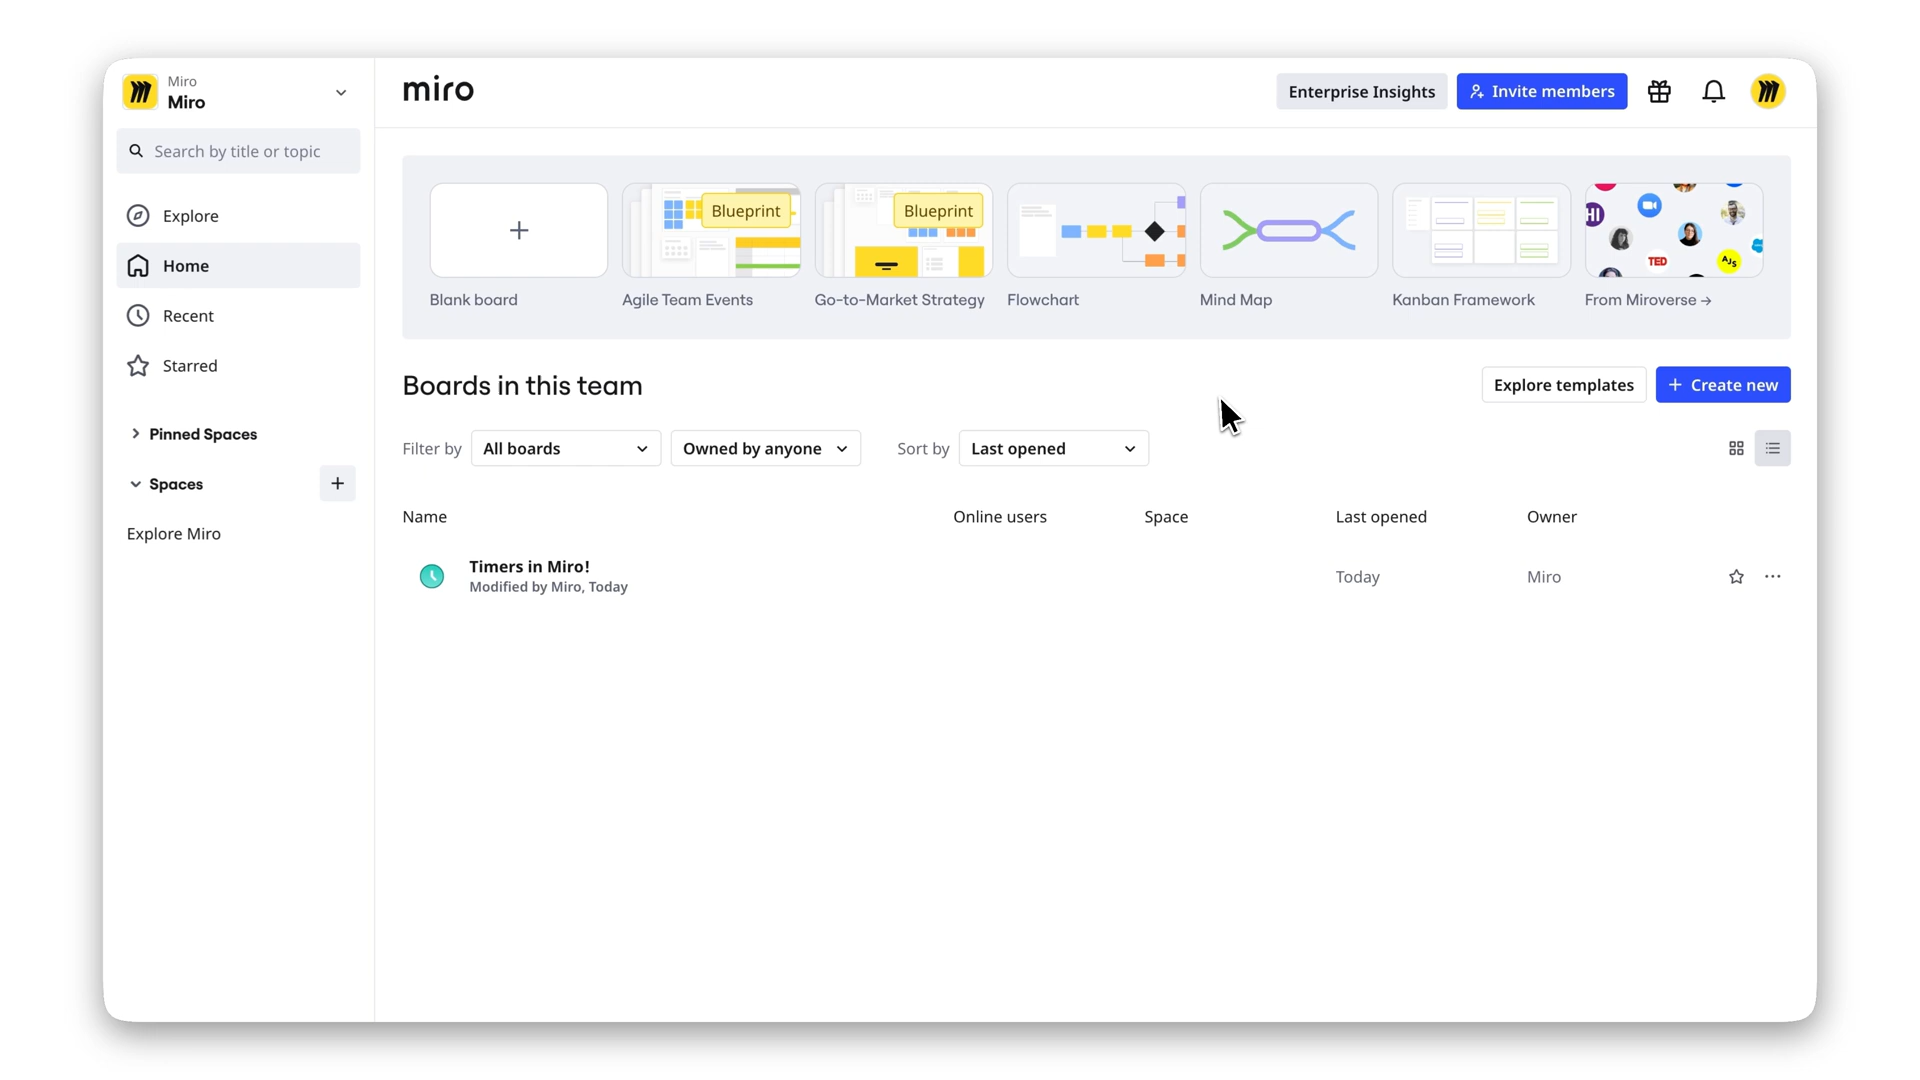 Miro
Miro
miro
Enterprise Insights
Invite members
Search by title or topic
Explore
Home
Recent
Starred
Pinned Spaces
Spaces
Explore Miro
Blueprint
Blueprint
HI
TED
AJS
Blank board
Agile Team Events
Go-to-Market Strategy
Flowchart
Mind Map
Kanban Framework
From Miroverse →
Boards in this team
Explore templates
+ Create new
Filter by
All boards
Owned by anyone
Sort by
Last opened
Name
Online users
Space
Last opened
Owner
Timers in Miro!
Modified by Miro, Today
Today
Miro